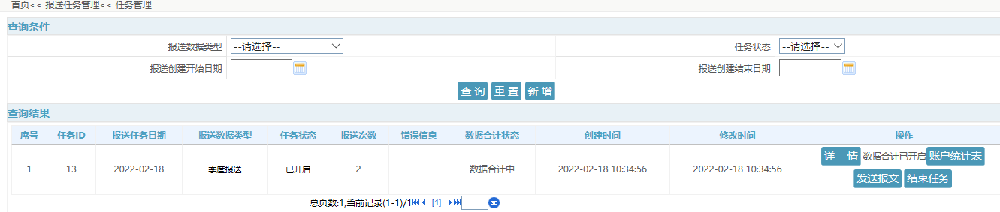 首页<< 报送任务管理<< 任务管理
查询条件
报送数据类型 --请选择-- 任务状态 --请选择--
报送创建开始日期 报送创建结束日期
查 询 重 置 新 增
查询结果
序号 任务ID 报送任务日期 报送数据类型 任务状态 报送次数 错误信息 数据合计状态 创建时间 修改时间 操作
1 13 2022-02-18 季度报送 已开启 2 数据合计中 2022-02-18 10:34:56 2022-02-18 10:34:56 详 情 数据合计已开启 账户统计表
发送报文 结束任务
总页数:1,当前记录(1-1)/1 [1] GO